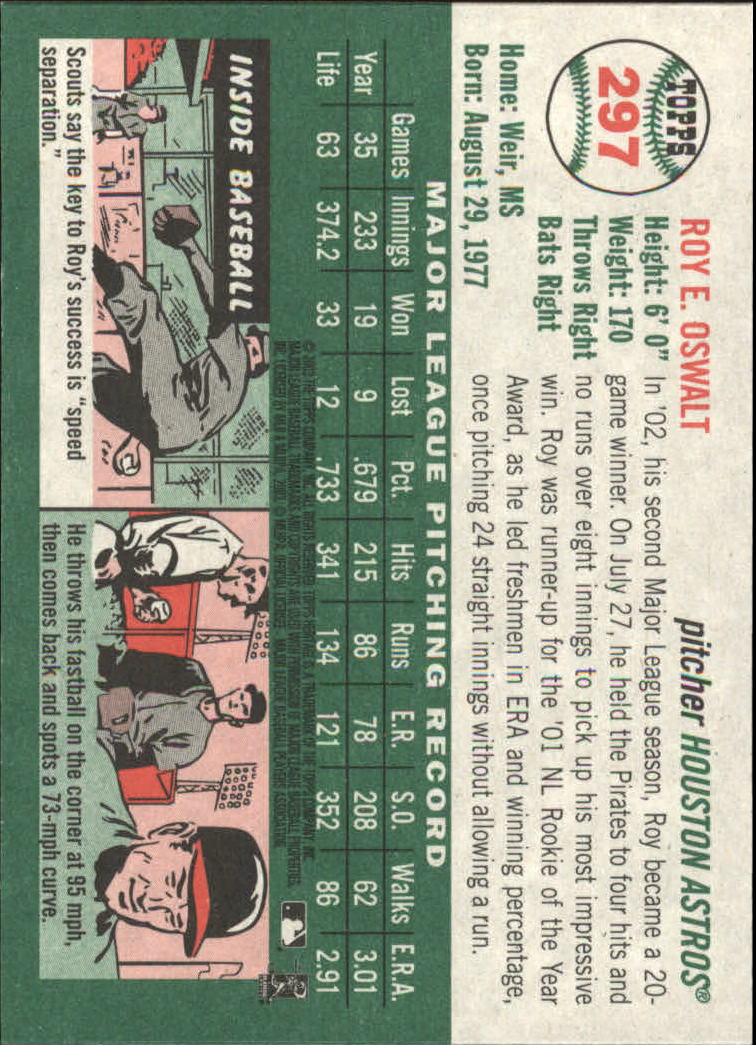 TOPPS
297
ROY E. OSWALT
pitcher HOUSTON ASTROS®
Height: 6' 0"
Weight: 170
Throws Right
Bats Right
Home: Weir, MS
Born: August 29, 1977
In '02, his second Major League season, Roy became a 20-
game winner. On July 27, he held the Pirates to four hits and
no runs over eight innings to pick up his most impressive
win. Roy was runner-up for the '01 NL Rookie of the Year
Award, as he led freshmen in ERA and winning percentage,
once pitching 24 straight innings without allowing a run.
MAJOR LEAGUE PITCHING RECORD
Games Innings Won Lost Pct. Hits Runs E.R. S.O. Walks E.R.A.
Year 35 233 19 9 .679 215 86 78 208 62 3.01
Life 63 374.2 33 12 .733 341 134 121 352 86 2.91
INSIDE BASEBALL
Scouts say the key to Roy's success is "speed
separation."
He throws his fastball on the corner at 95 mph,
then comes back and spots a 73-mph curve.